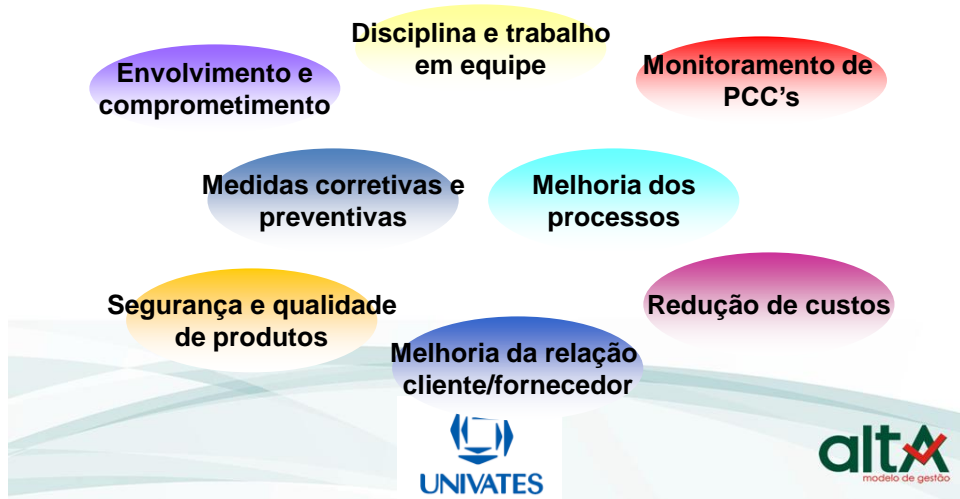 Disciplina e trabalho
em equipe
Envolvimento e
comprometimento
Monitoramento de
PCC’s
Medidas corretivas e
preventivas
Melhoria dos
processos
Segurança e qualidade
de produtos
Redução de custos
Melhoria da relação
cliente/fornecedor
UNIVATES
altA
modelo de gestão